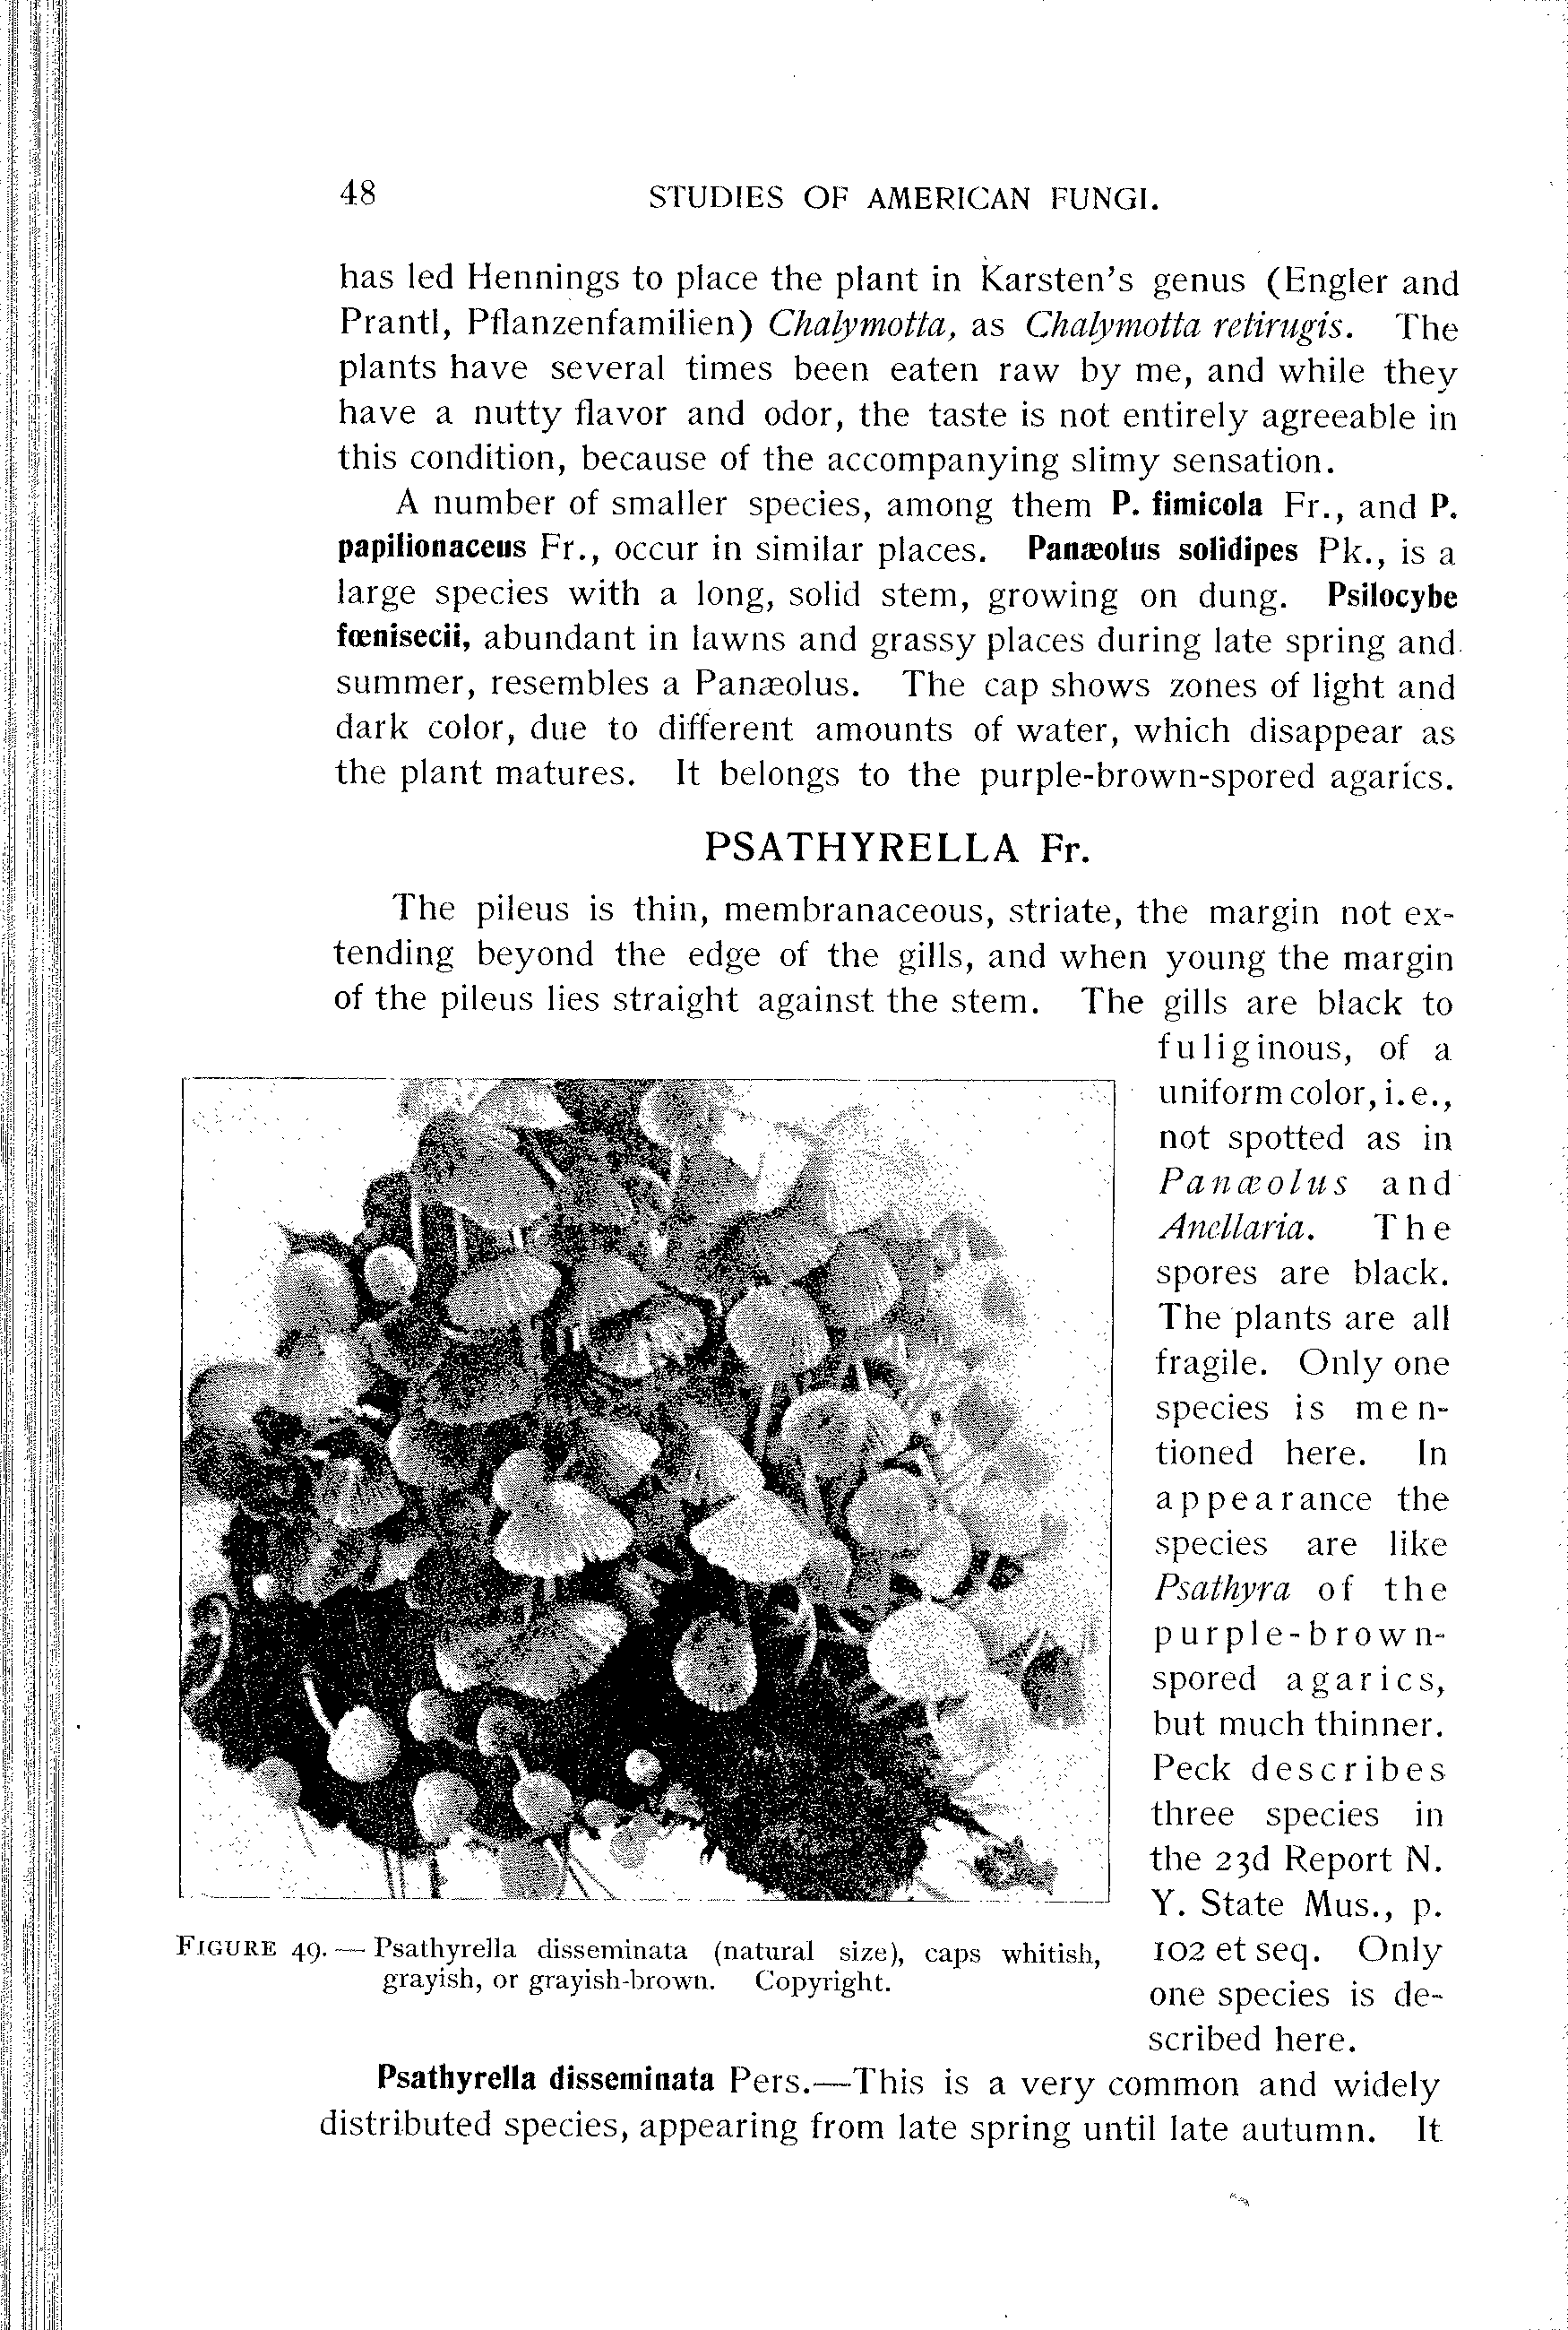 48 STUDIES OF AMERICAN FUNGI.
has led Hennings to place the plant in Karsten's genus (Engler and
Prantl, Pflanzenfamilien) Chalymotta, as Chalymotta retirugis. The
plants have several times been eaten raw by me, and while they
have a nutty flavor and odor, the taste is not entirely agreeable in
this condition, because of the accompanying slimy sensation.
A number of smaller species, among them P. fimicola Fr., and P.
papilionaceus Fr., occur in similar places. Panæolus solidipes Pk., is a
large species with a long, solid stem, growing on dung. Psilocybe
fœnisecii, abundant in lawns and grassy places during late spring and
summer, resembles a Panæolus. The cap shows zones of light and
dark color, due to different amounts of water, which disappear as
the plant matures. It belongs to the purple-brown-spored agarics.
PSATHYRELLA Fr.
The pileus is thin, membranaceous, striate, the margin not ex-
tending beyond the edge of the gills, and when young the margin
of the pileus lies straight against the stem. The gills are black to
fuliginous, of a
uniform color, i. e.,
not spotted as in
Panæolus and
Anellaria. The
spores are black.
The plants are all
fragile. Only one
species is men-
tioned here. In
appearance the
species are like
Psathyra of the
purple-brown-
spored agarics,
but much thinner.
Peck describes
three species in
the 23d Report N.
Y. State Mus., p.
102 et seq. Only
one species is de-
scribed here.
FIGURE 49.— Psathyrella disseminata (natural size), caps whitish,
grayish, or grayish-brown. Copyright.
Psathyrella disseminata Pers.—This is a very common and widely
distributed species, appearing from late spring until late autumn. It